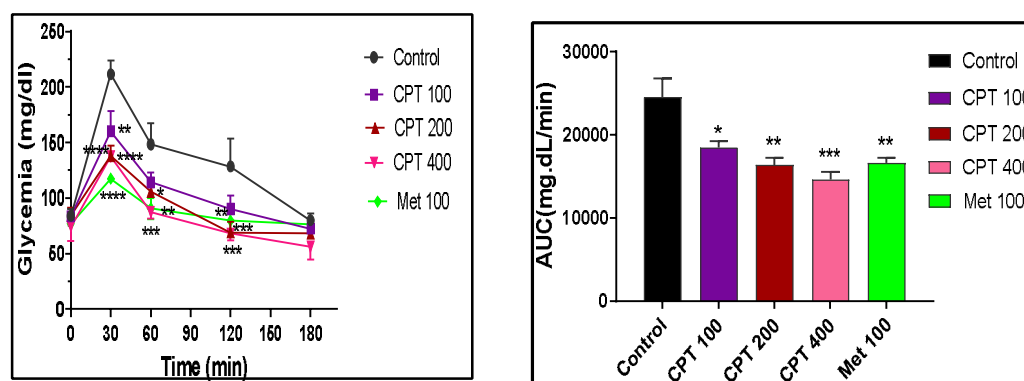 250
200
150
100
50
0
Glycemia (mg/dl)
0 30 60 90 120 150 180
Time (min)
**
**** ****
****
*
**
***
**
***
***
Control
CPT 100
CPT 200
CPT 400
Met 100
30000
20000
10000
0
AUC(mg.dL/min)
*
**
***
**
Control
CPT 100
CPT 200
CPT 400
Met 100
Control
CPT 100
CPT 200
CPT 400
Met 100